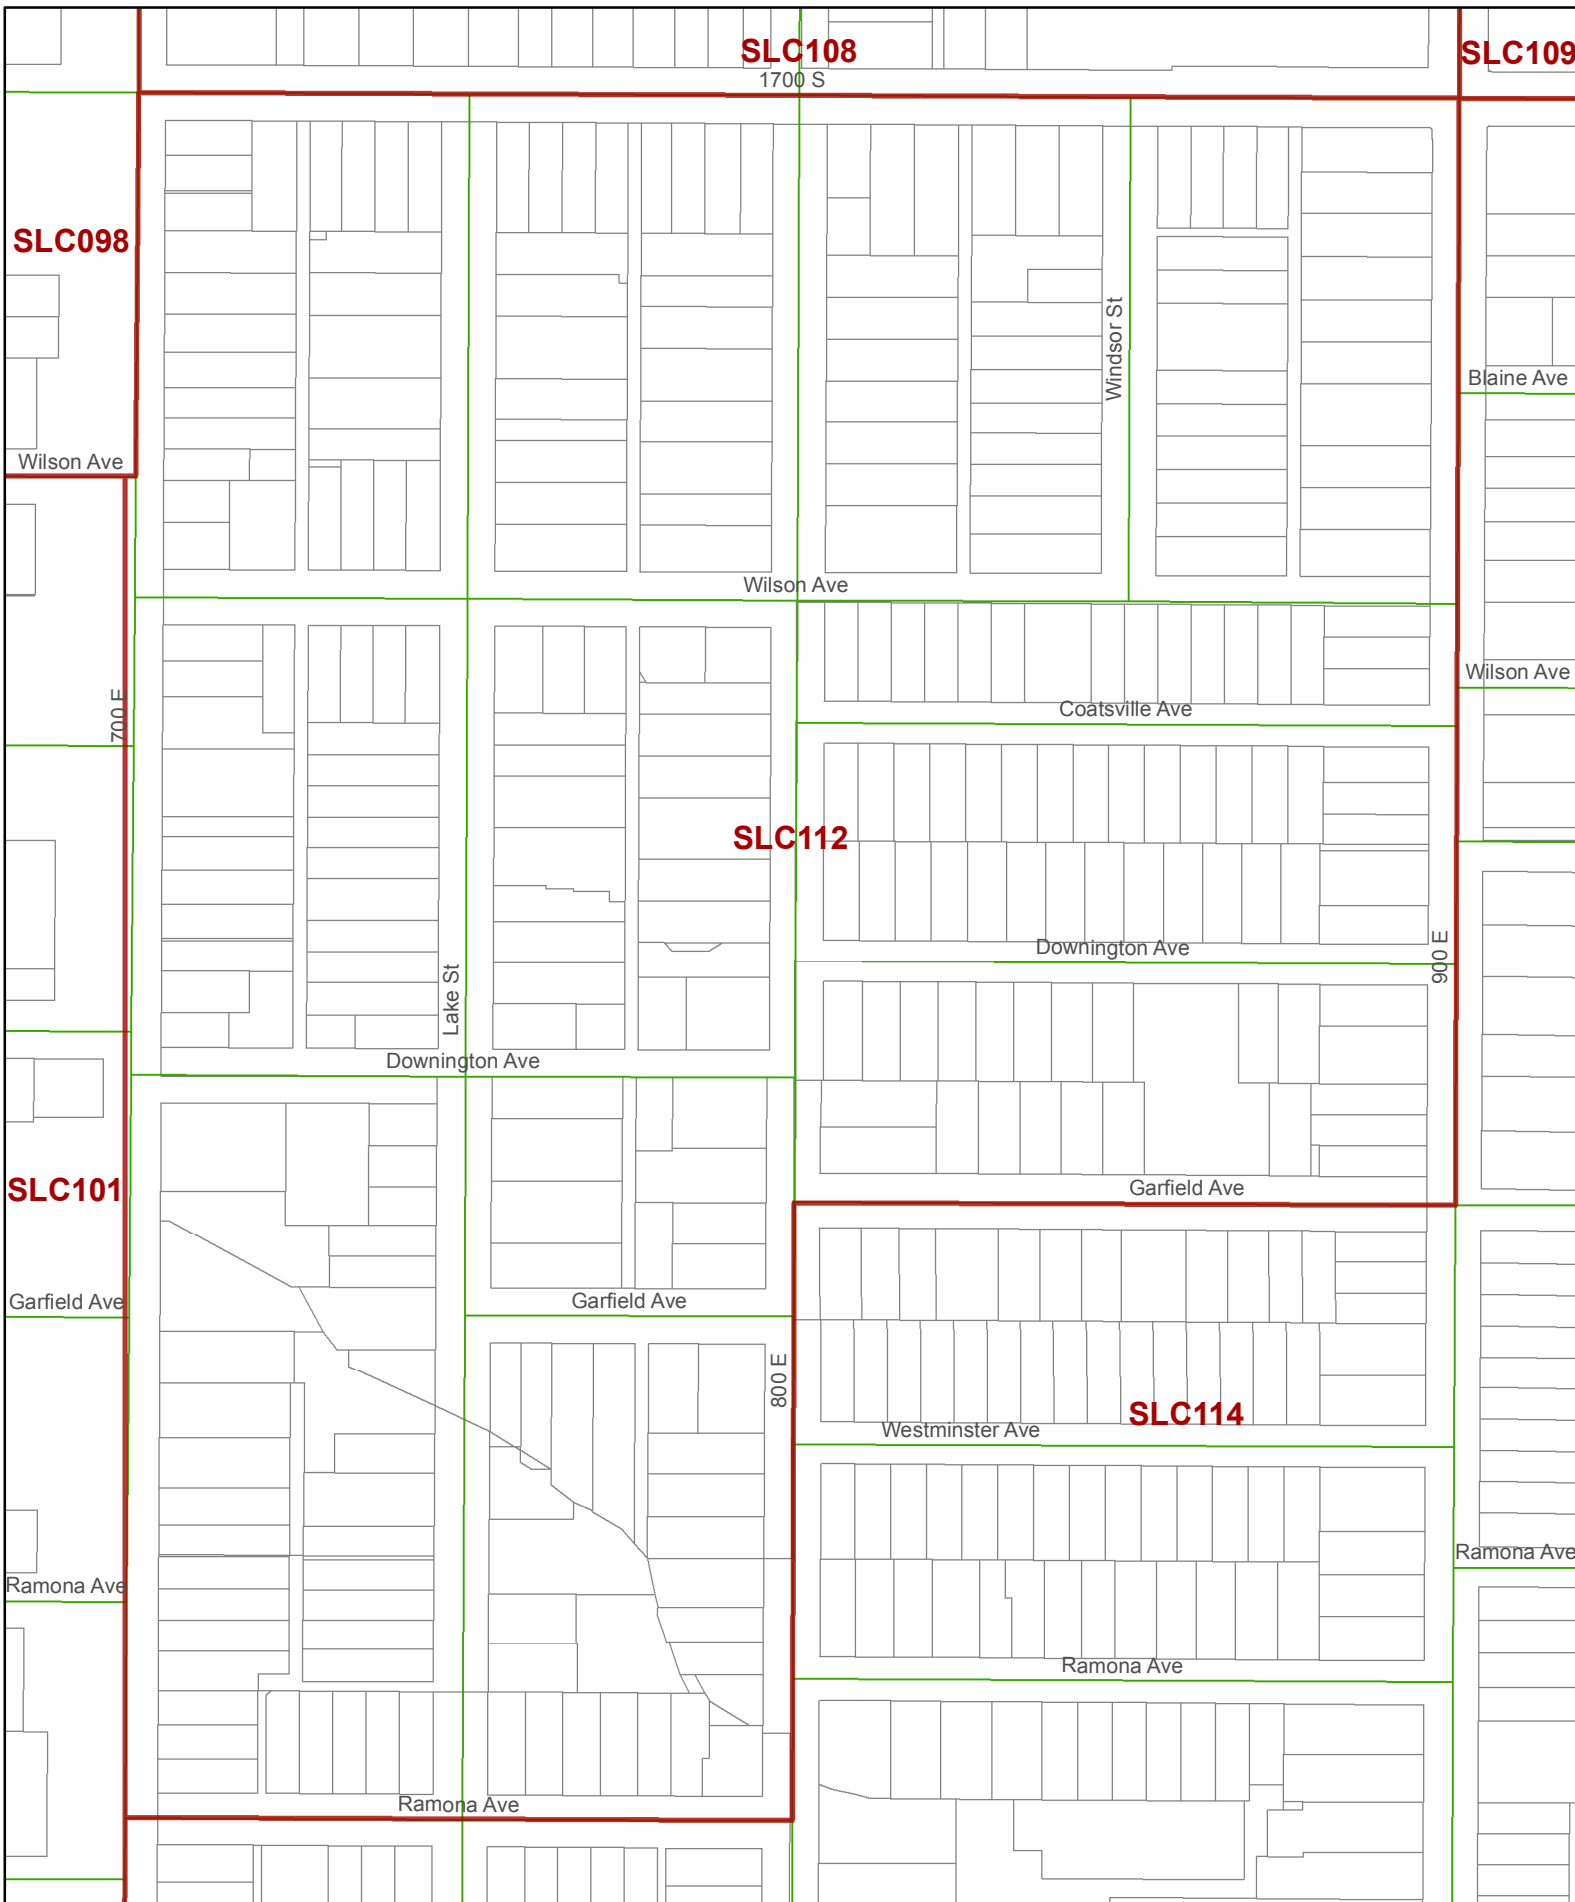 SLC108
SLC109
1700 S
SLC098
Windsor St
Blaine Ave
Wilson Ave
Wilson Ave
Wilson Ave
700 E
Coatsville Ave
SLC112
900 E
Downington Ave
Lake St
Downington Ave
SLC101
Garfield Ave
Garfield Ave
Garfield Ave
800 E
SLC114
Westminster Ave
Ramona Ave
Ramona Ave
Ramona Ave
Ramona Ave